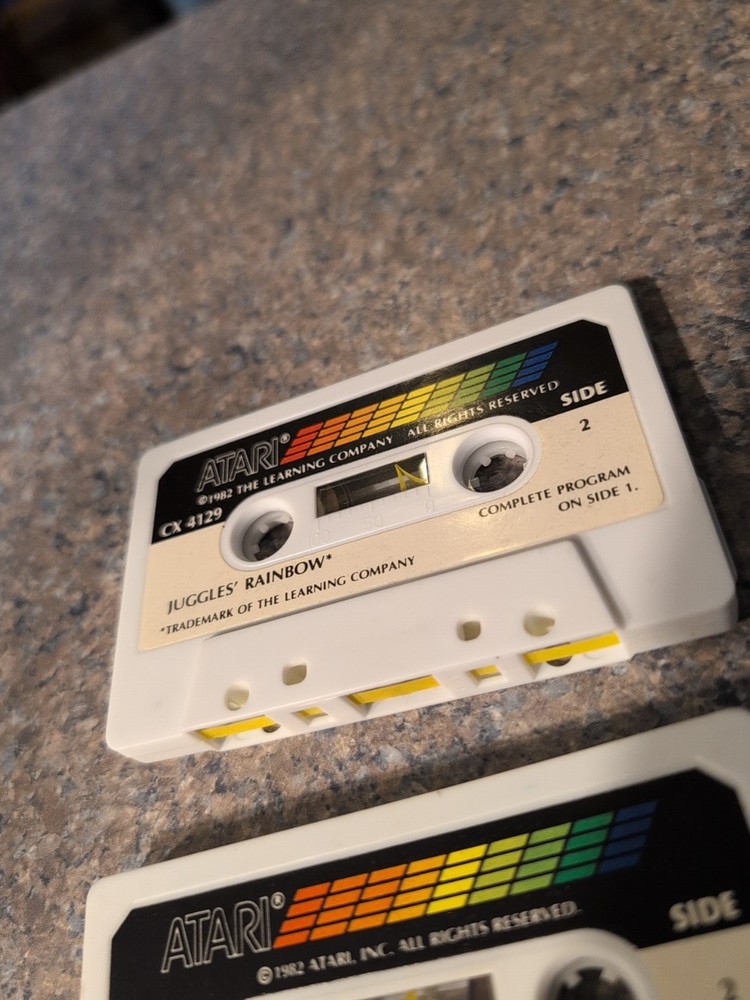 ATARI®
©1982 THE LEARNING COMPANY ALL RIGHTS RESERVED
CX 4129
SIDE
2
COMPLETE PROGRAM
ON SIDE 1.
JUGGLES' RAINBOW*
*TRADEMARK OF THE LEARNING COMPANY
ATARI®
©1982 ATARI, INC. ALL RIGHTS RESERVED.
SIDE
2